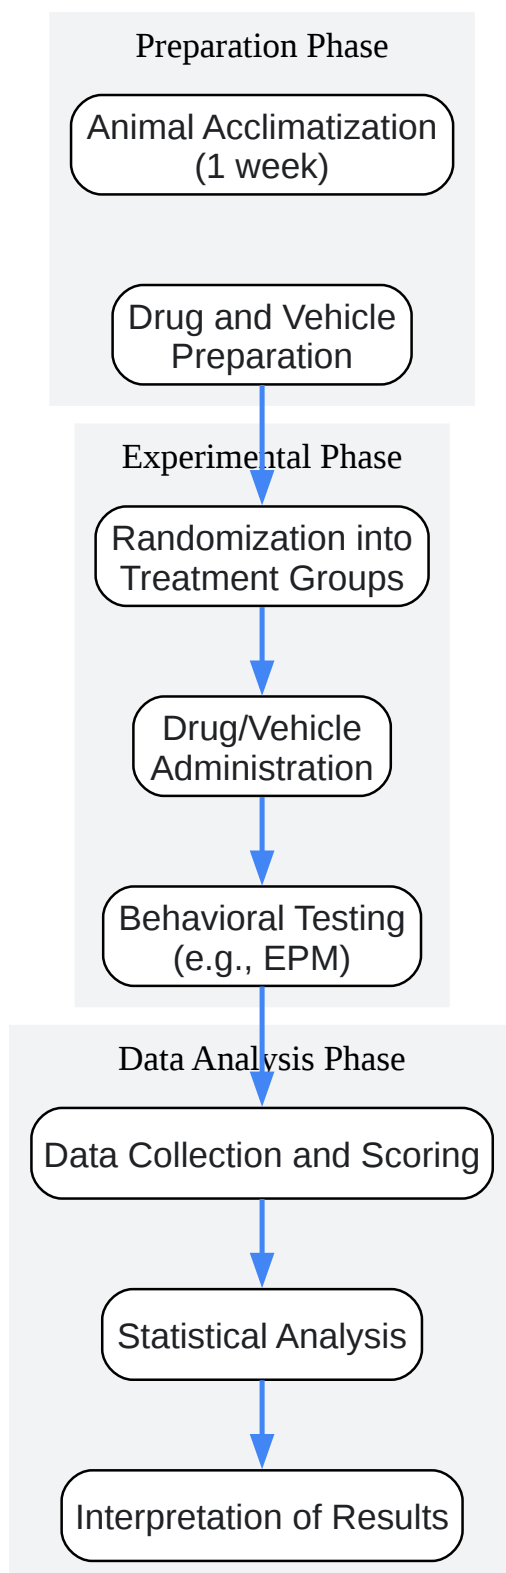 Preparation Phase
Animal Acclimatization
(1 week)
Drug and Vehicle
Preparation
Experimental Phase
Randomization into
Treatment Groups
Drug/Vehicle
Administration
Behavioral Testing
(e.g., EPM)
Data Analysis Phase
Data Collection and Scoring
Statistical Analysis
Interpretation of Results